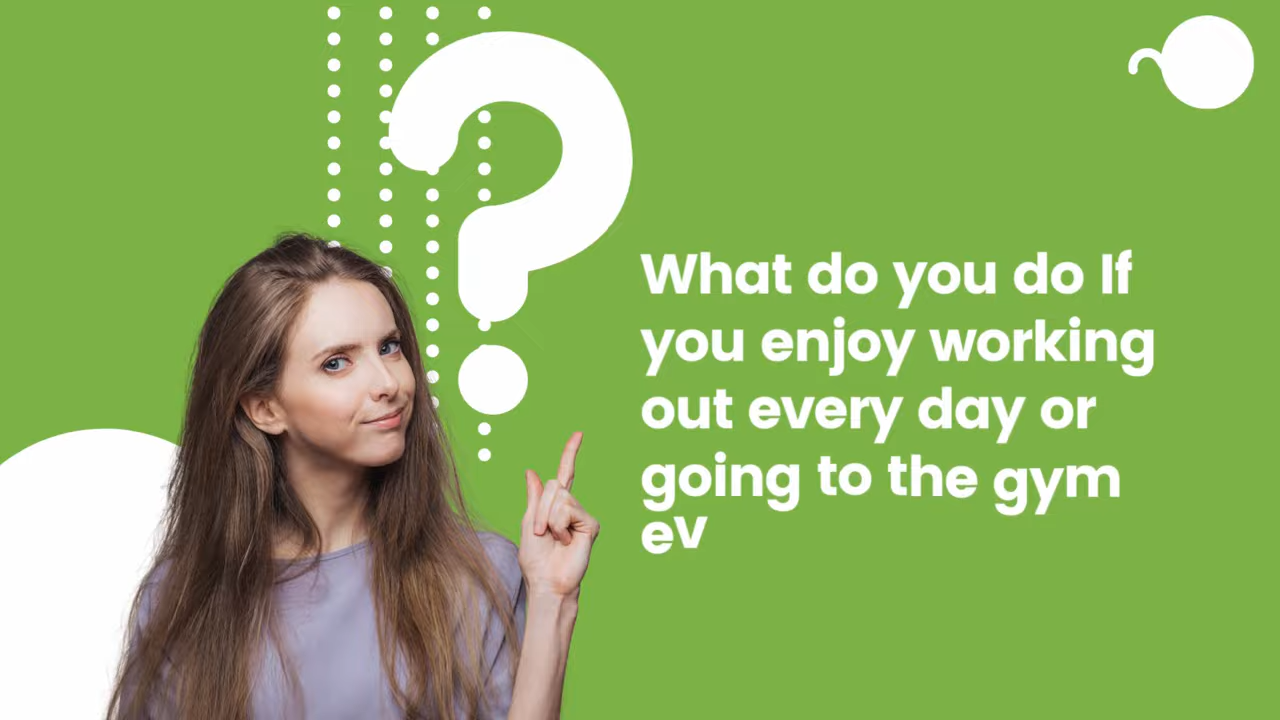 What do you do If
you enjoy working
out every day or
going to the gym
ev